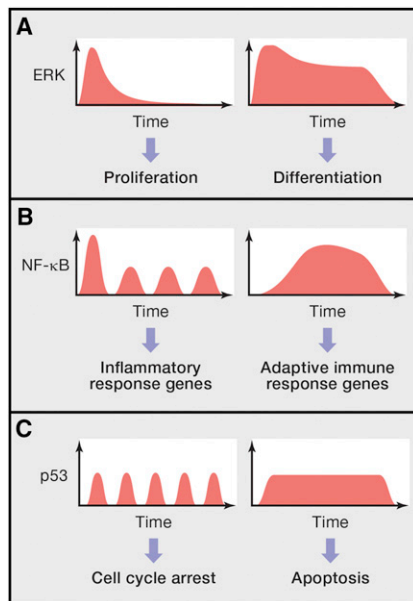 A
ERK
Time Time
Proliferation Differentiation
B
NF-κB
Time Time
Inflammatory Adaptive immune
response genes response genes
C
p53
Time Time
Cell cycle arrest Apoptosis